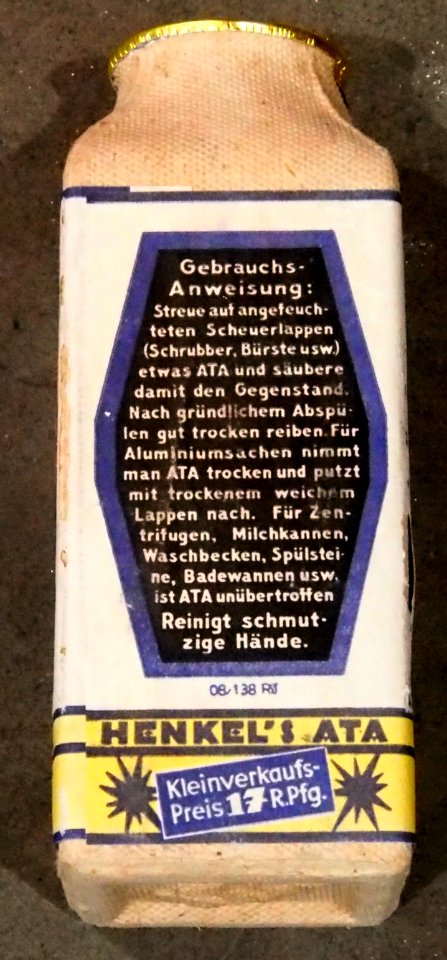 Gebrauchs-
Anweisung:
Streue auf angefeuch-
teten Scheuerlappen
(Schrubber, Bürste usw.)
etwas ATA und säubere
damit den Gegenstand.
Nach gründlichem Abspü-
len gut trocken reiben. Für
Aluminiumsachen nimmt
man ATA trocken und putzt
mit trockenem weichem
Lappen nach. Für Zen-
trifugen, Milchkannen,
Waschbecken, Spülstei-
ne, Badewannen usw.
ist ATA unübertroffen
Reinigt schmut-
zige Hände.
08/138
HENKEL'S ATA
Kleinverkaufs-
Preis 17 R.Pfg.